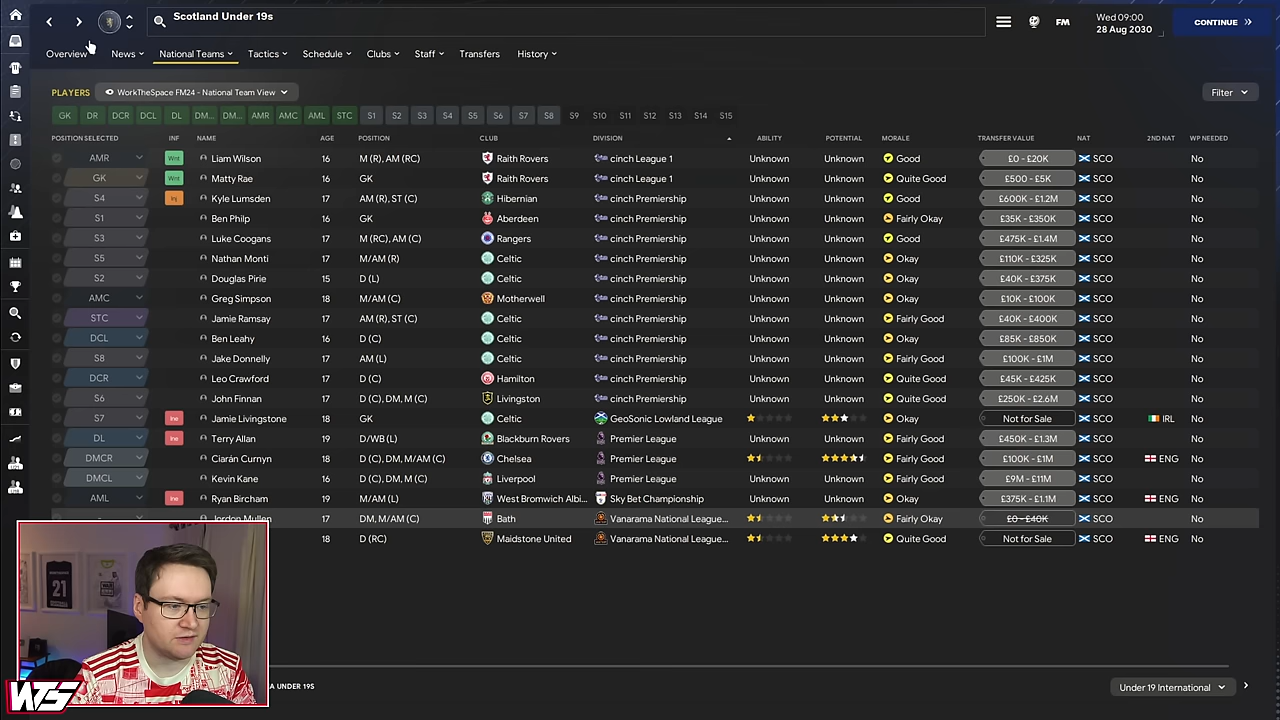 Scotland Under 19s
FM
Wed 09:00
28 Aug 2030
CONTINUE
Overview News National Teams Tactics Schedule Clubs Staff Transfers History
PLAYERS WorkTheSpace FM24 - National Team View Filter
GK DR DCR DCL DL DM... DM... AMR AMC AML STC S1 S2 S3 S4 S5 S6 S7 S8 S9 S10 S11 S12 S13 S14 S15
POSITION SELECTED INF NAME AGE POSITION CLUB DIVISION ABILITY POTENTIAL MORALE TRANSFER VALUE NAT 2ND NAT WP NEEDED
AMR Wnt Liam Wilson 16 M (R), AM (RC) Raith Rovers cinch League 1 Unknown Unknown Good £0 - £20K SCO No
GK Wnt Matty Rae 16 GK Raith Rovers cinch League 1 Unknown Unknown Quite Good £500 - £5K SCO No
S4 Inj Kyle Lumsden 17 AM (R), ST (C) Hibernian cinch Premiership Unknown Unknown Good £600K - £1.2M SCO No
S1 Ben Philp 16 GK Aberdeen cinch Premiership Unknown Unknown Fairly Okay £35K - £350K SCO No
S3 Luke Coogans 17 M (RC), AM (C) Rangers cinch Premiership Unknown Unknown Good £475K - £1.4M SCO No
S5 Nathan Monti 17 M/AM (R) Celtic cinch Premiership Unknown Unknown Okay £110K - £325K SCO No
S2 Douglas Pirie 15 D (L) Celtic cinch Premiership Unknown Unknown Okay £40K - £375K SCO No
AMC Greg Simpson 18 M/AM (C) Motherwell cinch Premiership Unknown Unknown Okay £10K - £100K SCO No
STC Jamie Ramsay 17 AM (R), ST (C) Celtic cinch Premiership Unknown Unknown Fairly Good £40K - £400K SCO No
DCL Ben Leahy 16 D (C) Celtic cinch Premiership Unknown Unknown Okay £85K - £850K SCO No
S8 Jake Donnelly 17 AM (L) Celtic cinch Premiership Unknown Unknown Fairly Good £100K - £1M SCO No
DCR Leo Crawford 17 D (C) Hamilton cinch Premiership Unknown Unknown Quite Good £45K - £425K SCO No
S6 John Finnan 17 D (C), DM, M (C) Livingston cinch Premiership Unknown Unknown Quite Good £250K - £2.6M SCO No
S7 Ine Jamie Livingstone 18 GK Celtic GeoSonic Lowland League Okay Not for Sale SCO IRL No
DL Ine Terry Allan 19 D/WB (L) Blackburn Rovers Premier League Unknown Unknown Fairly Good £450K - £1.3M SCO No
DMCR Ciarán Curnyn 18 D (C), DM, M/AM (C) Chelsea Premier League Fairly Good £100K - £1M SCO ENG No
DMCL Kevin Kane 16 D (C), DM, M (C) Liverpool Premier League Unknown Unknown Fairly Good £9M - £11M SCO No
AML Ine Ryan Bircham 19 M/AM (L) West Bromwich Albi... Sky Bet Championship Unknown Unknown Okay £375K - £1.1M SCO ENG No
- Jordon Mullen 17 DM, M/AM (C) Bath Vanarama National League... Fairly Okay £0 - £40K SCO No
18 D (RC) Maidstone United Vanarama National League... Quite Good Not for Sale SCO ENG No
21
WTS
A UNDER 19S
Under 19 International